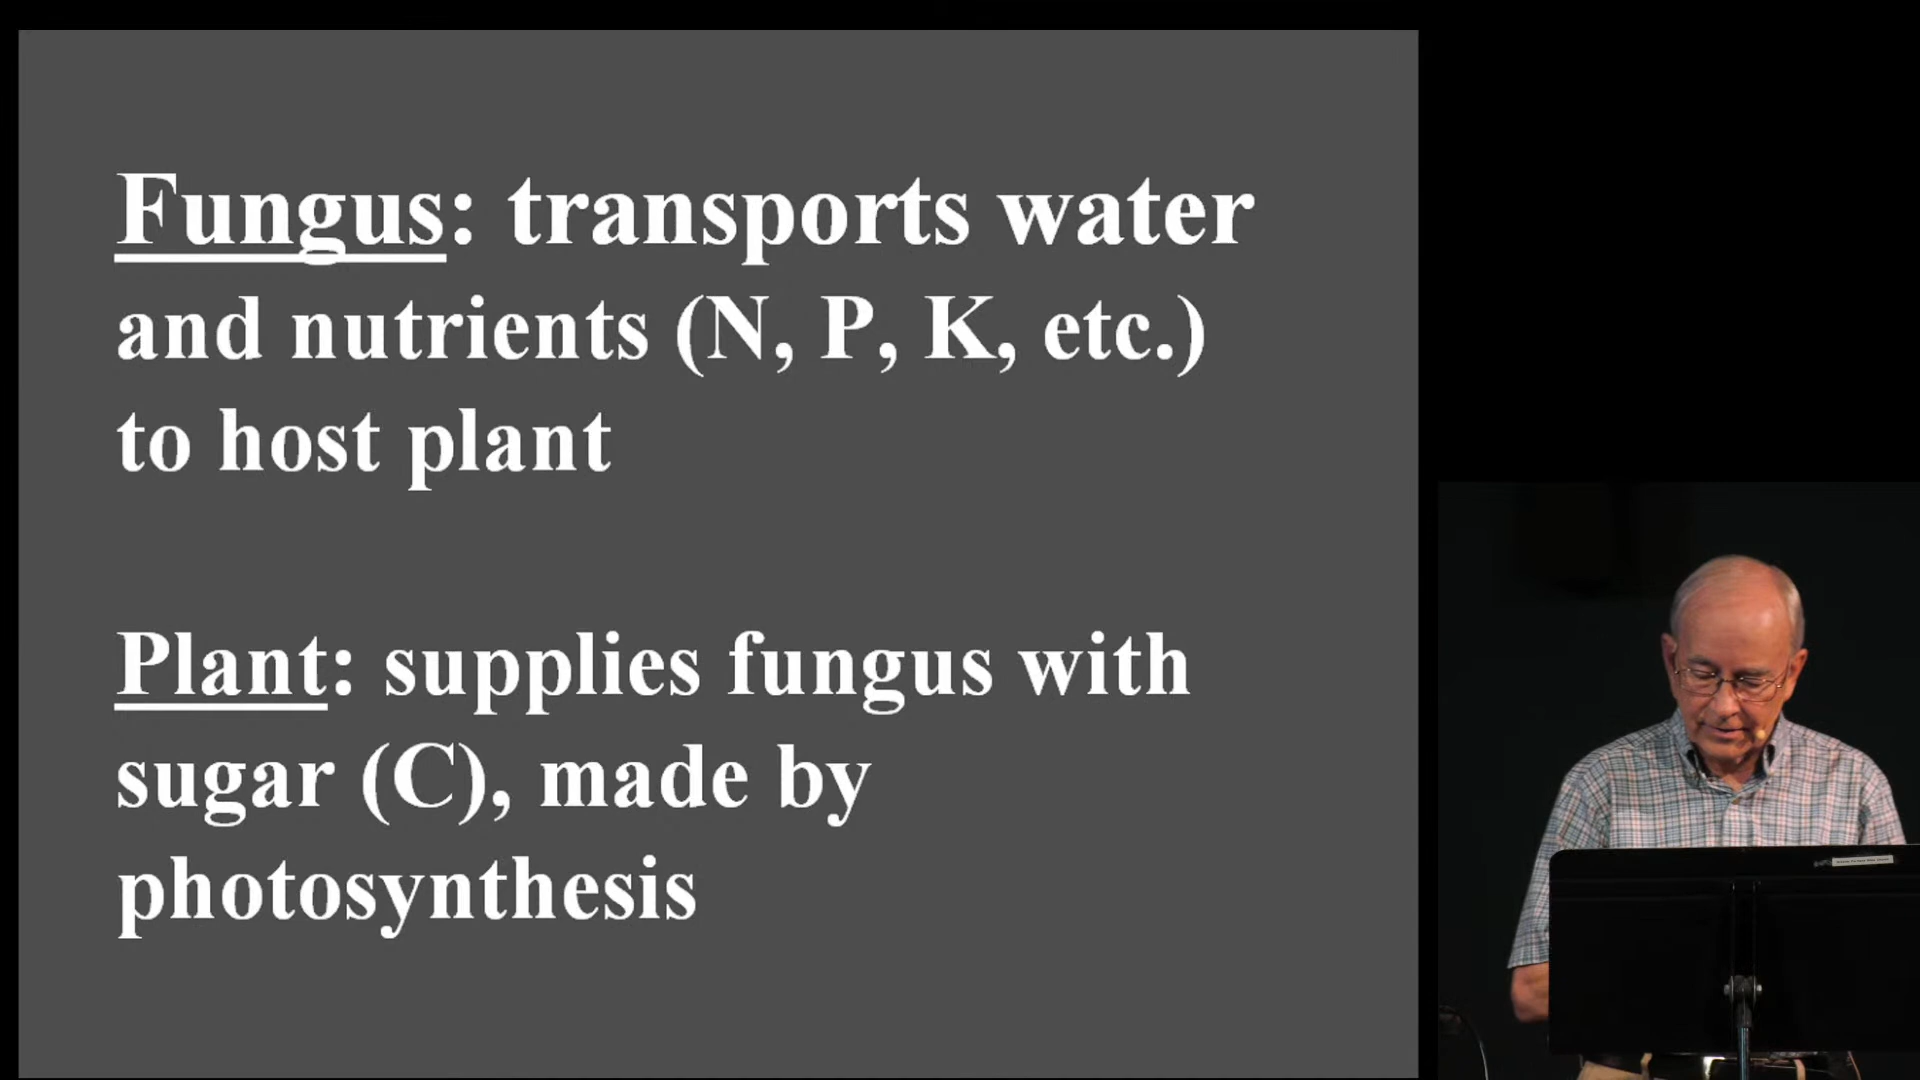 Fungus: transports water
and nutrients (N, P, K, etc.)
to host plant
Plant: supplies fungus with
sugar (C), made by
photosynthesis